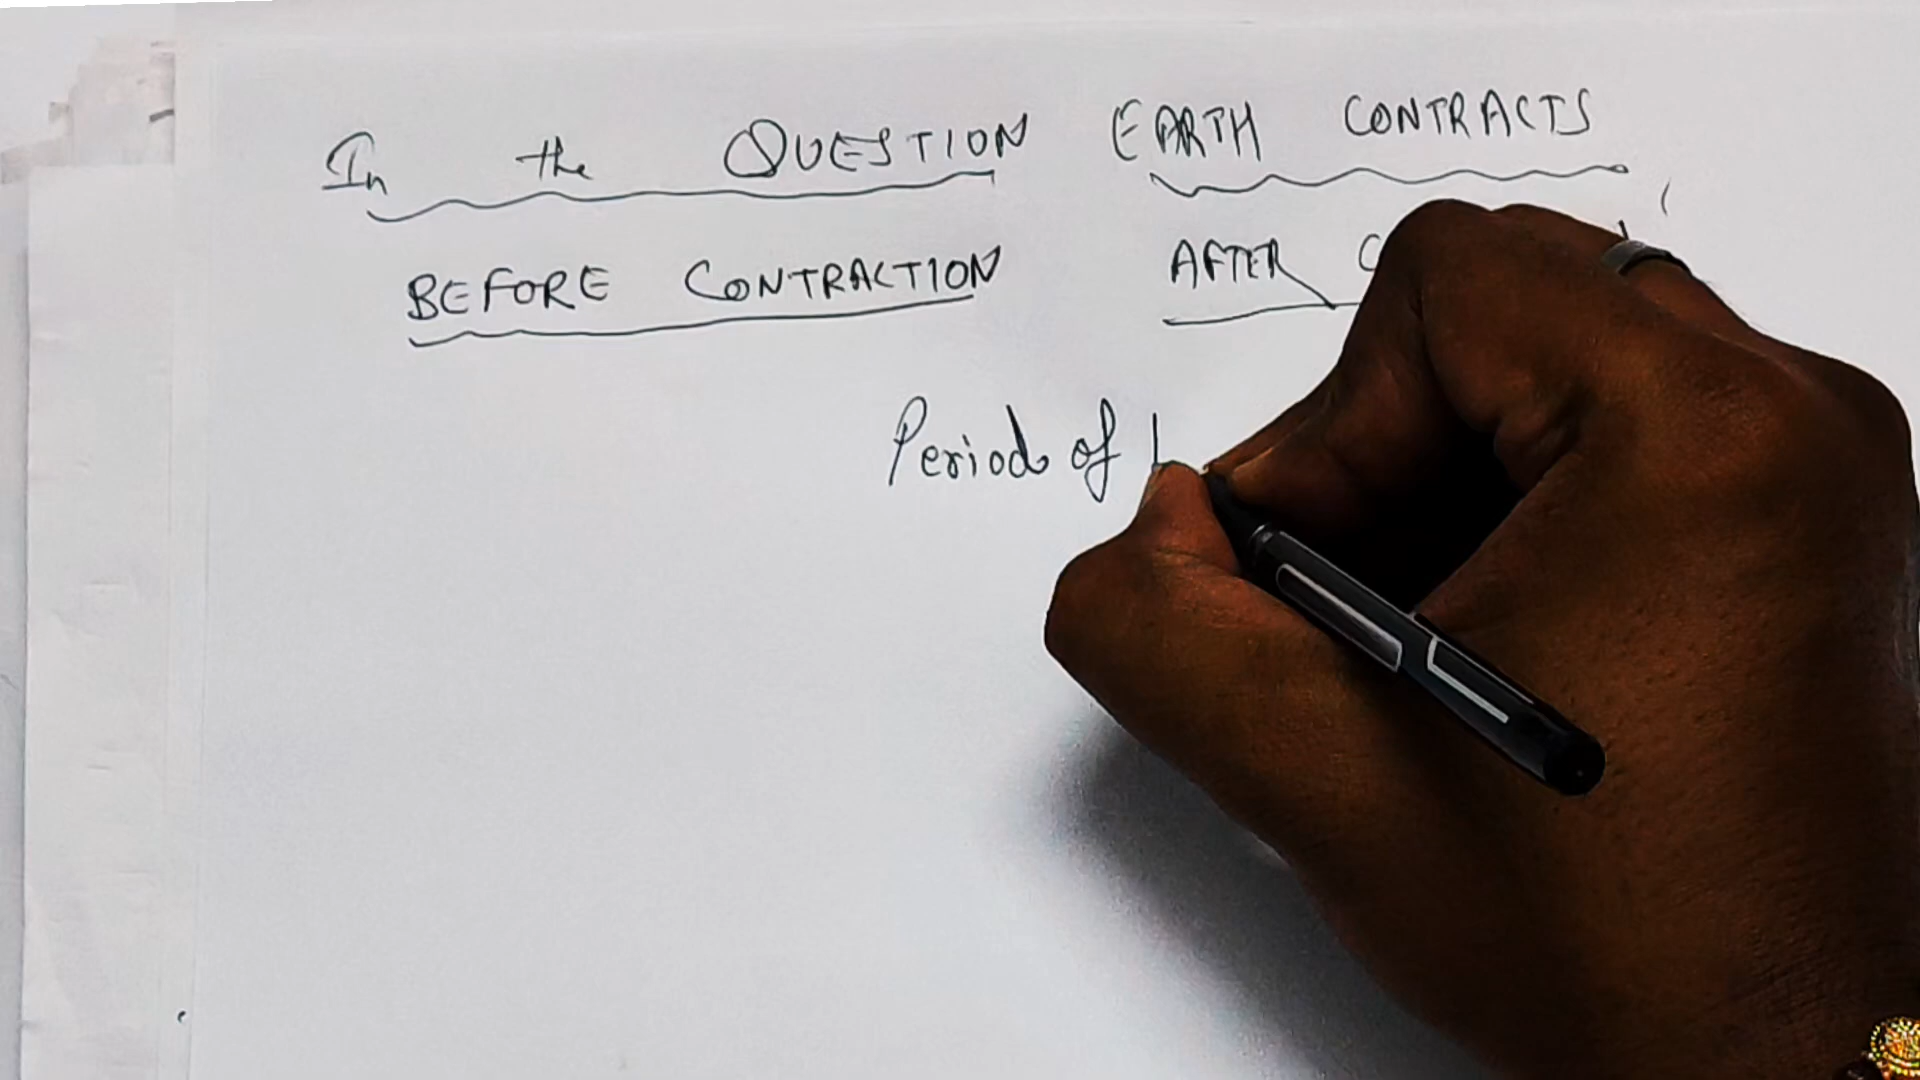 In the QUESTION EARTH CONTRACTS
BEFORE CONTRACTION AFTER
Period of